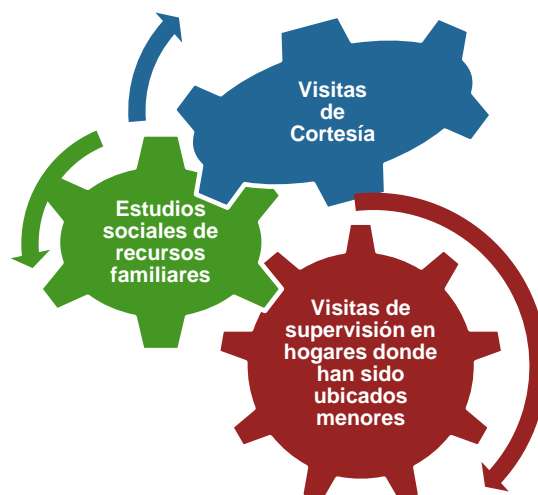 Visitas
de
Cortesía
Estudios
sociales de
recursos
familiares
Visitas de
supervisión en
hogares donde
han sido
ubicados
menores